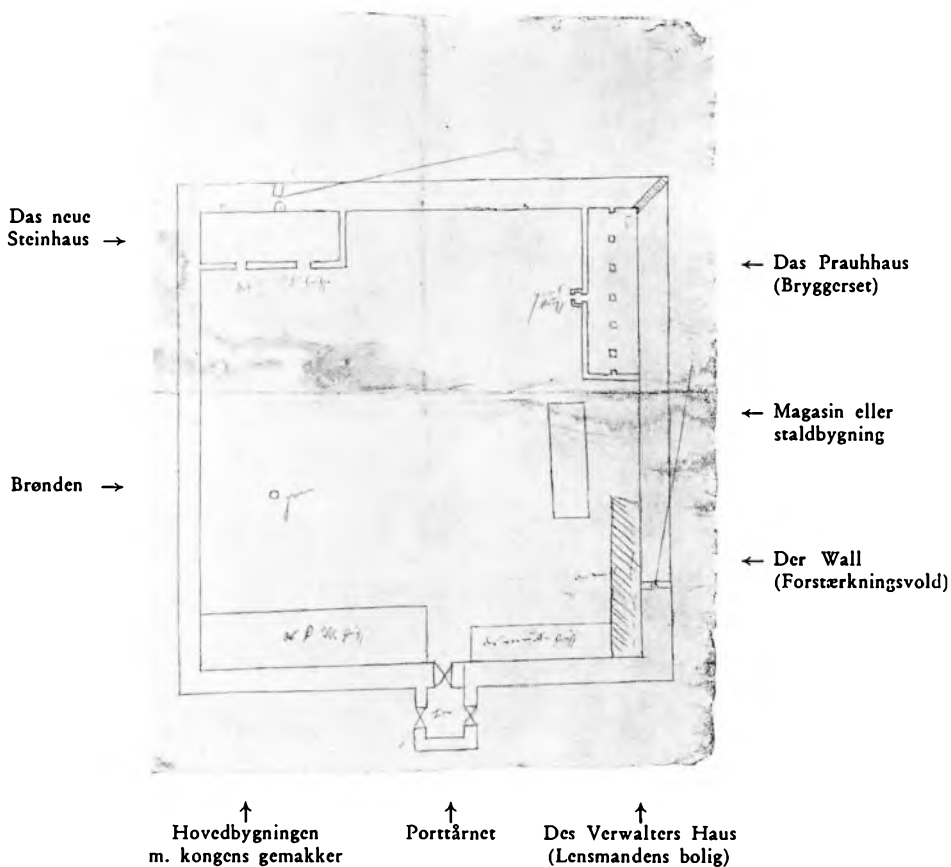 Das neue
Steinhaus →
← Das Prauhhaus
(Bryggerset)
← Magasin eller
staldbygning
Brønden →
← Der Wall
(Forstærkningsvold)
↑
Hovedbygningen
m. kongens gemakker
↑
Porttårnet
↑
Des Verwalters Haus
(Lensmandens bolig)